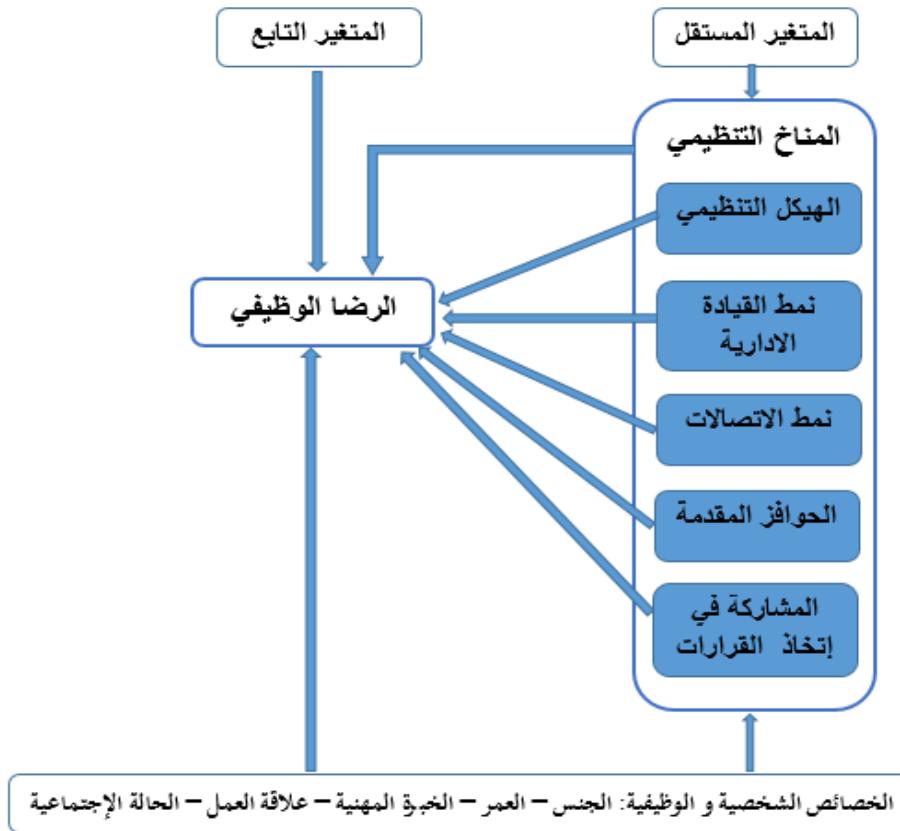 المتغير المستقل
المتغير التابع
المناخ التنظيمي
الهيكل التنظيمي
الرضا الوظيفي
نمط القيادة
الادارية
نمط الاتصالات
الحوافز المقدمة
المشاركة في
إتخاذ القرارات
الخصائص الشخصية و الوظيفية: الجنس – العمر – الخبرة المهنية – علاقة العمل – الحالة الإجتماعية